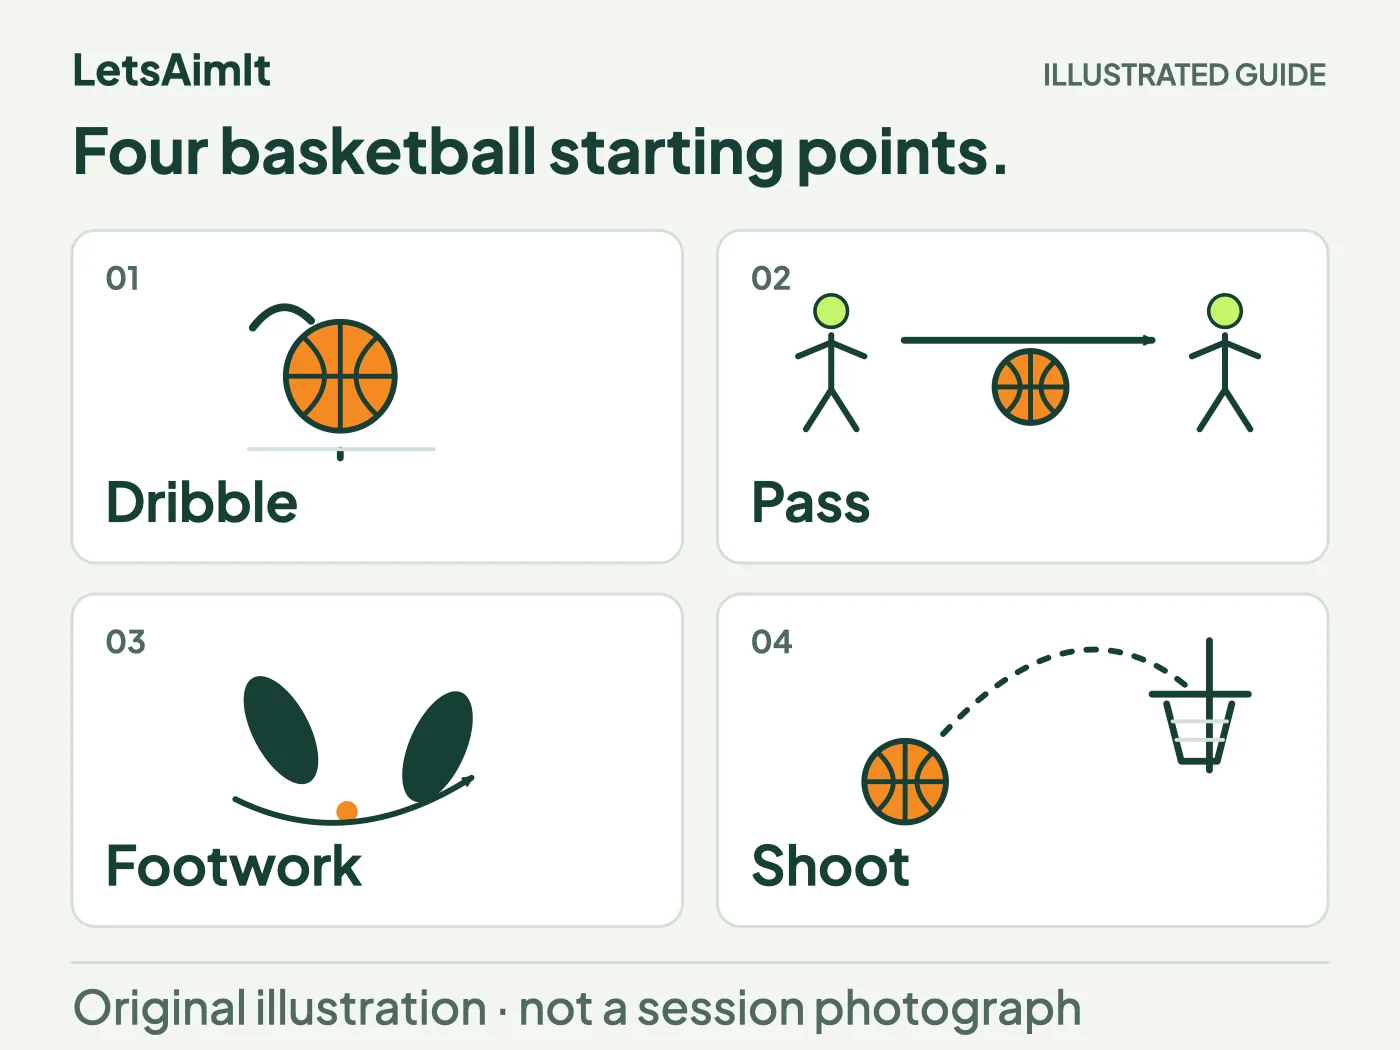 LetsAimIt
ILLUSTRATED GUIDE
Four basketball starting points.
01
Dribble
02
Pass
03
Footwork
04
Shoot
Original illustration · not a session photograph